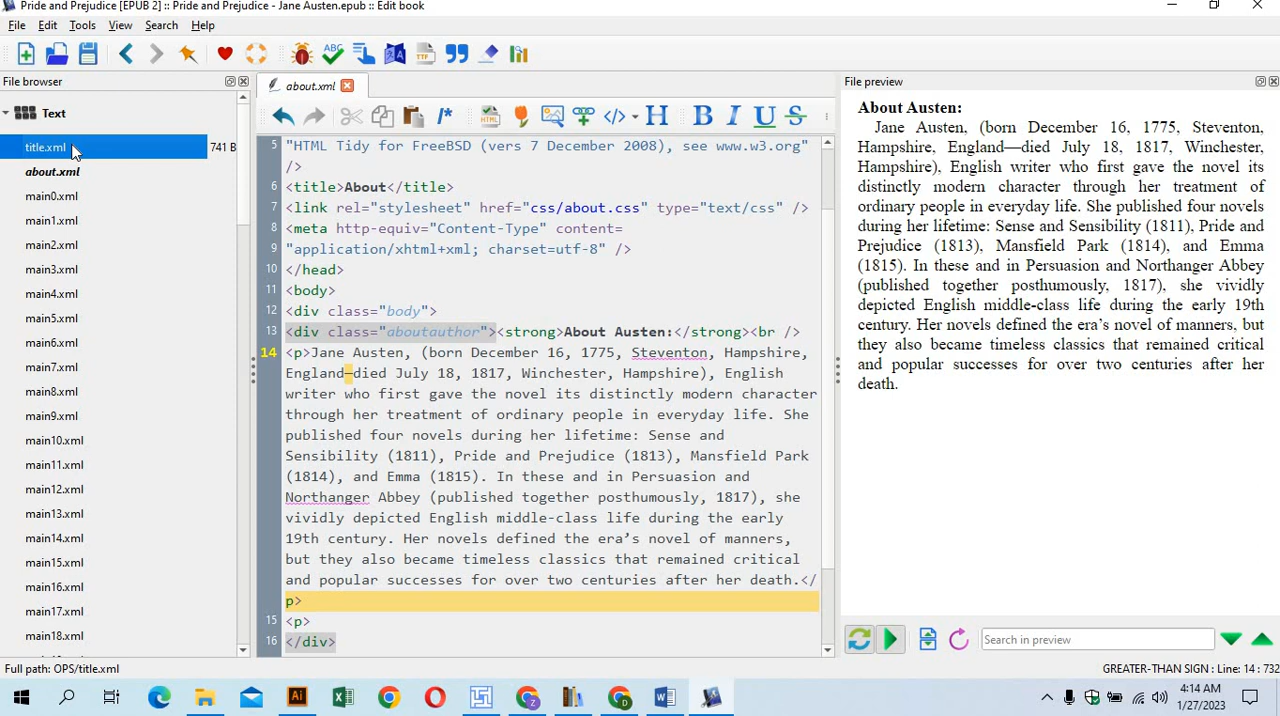 Pride and Prejudice [EPUB 2] :: Pride and Prejudice - Jane Austen.epub :: Edit book
File Edit Tools View Search Help
File browser
Text
title.xml 741 B
about.xml
main0.xml
main1.xml
main2.xml
main3.xml
main4.xml
main5.xml
main6.xml
main7.xml
main8.xml
main9.xml
main10.xml
main11.xml
main12.xml
main13.xml
main14.xml
main15.xml
main16.xml
main17.xml
main18.xml
about.xml
5 "HTML Tidy for FreeBSD (vers 7 December 2008), see www.w3.org"
/>
6 <title>About</title>
7 <link rel="stylesheet" href="css/about.css" type="text/css" />
8 <meta http-equiv="Content-Type" content=
9 "application/xhtml+xml; charset=utf-8" />
10 </head>
11 <body>
12 <div class="body">
13 <div class="aboutauthor"><strong>About Austen:</strong><br />
14 <p>Jane Austen, (born December 16, 1775, Steventon, Hampshire,
England—died July 18, 1817, Winchester, Hampshire), English
writer who first gave the novel its distinctly modern character
through her treatment of ordinary people in everyday life. She
published four novels during her lifetime: Sense and
Sensibility (1811), Pride and Prejudice (1813), Mansfield Park
(1814), and Emma (1815). In these and in Persuasion and
Northanger Abbey (published together posthumously, 1817), she
vividly depicted English middle-class life during the early
19th century. Her novels defined the era’s novel of manners,
but they also became timeless classics that remained critical
and popular successes for over two centuries after her death.</
p>
15 <p>
16 </div>
File preview
About Austen:
Jane Austen, (born December 16, 1775, Steventon,
Hampshire, England—died July 18, 1817, Winchester,
Hampshire), English writer who first gave the novel its
distinctly modern character through her treatment of
ordinary people in everyday life. She published four novels
during her lifetime: Sense and Sensibility (1811), Pride and
Prejudice (1813), Mansfield Park (1814), and Emma
(1815). In these and in Persuasion and Northanger Abbey
(published together posthumously, 1817), she vividly
depicted English middle-class life during the early 19th
century. Her novels defined the era’s novel of manners, but
they also became timeless classics that remained critical
and popular successes for over two centuries after her
death.
Search in preview
Full path: OPS/title.xml
GREATER-THAN SIGN : Line: 14 : 732
4:14 AM
1/27/2023